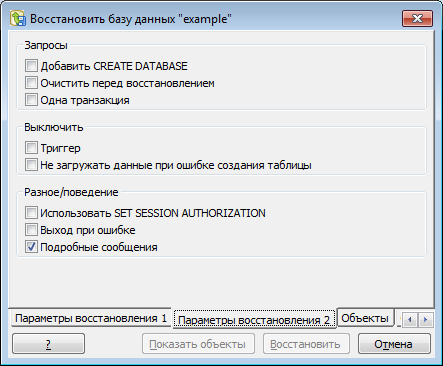 Восстановить базу данных "example"
Запросы
Добавить CREATE DATABASE
Очистить перед восстановлением
Одна транзакция
Выключить
Триггер
Не загружать данные при ошибке создания таблицы
Разное/поведение
Использовать SET SESSION AUTHORIZATION
Выход при ошибке
Подробные сообщения
Параметры восстановления 1 Параметры восстановления 2 Объекты
? Показать объекты Восстановить Отмена